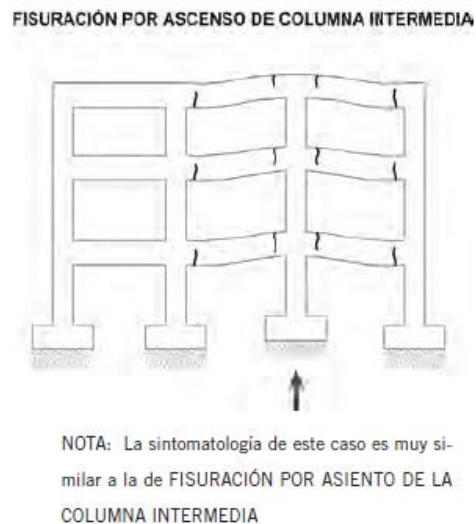 FISURACIÓN POR ASCENSO DE COLUMNA INTERMEDIA
NOTA: La sintomatología de este caso es muy si-
milar a la de FISURACIÓN POR ASIENTO DE LA
COLUMNA INTERMEDIA